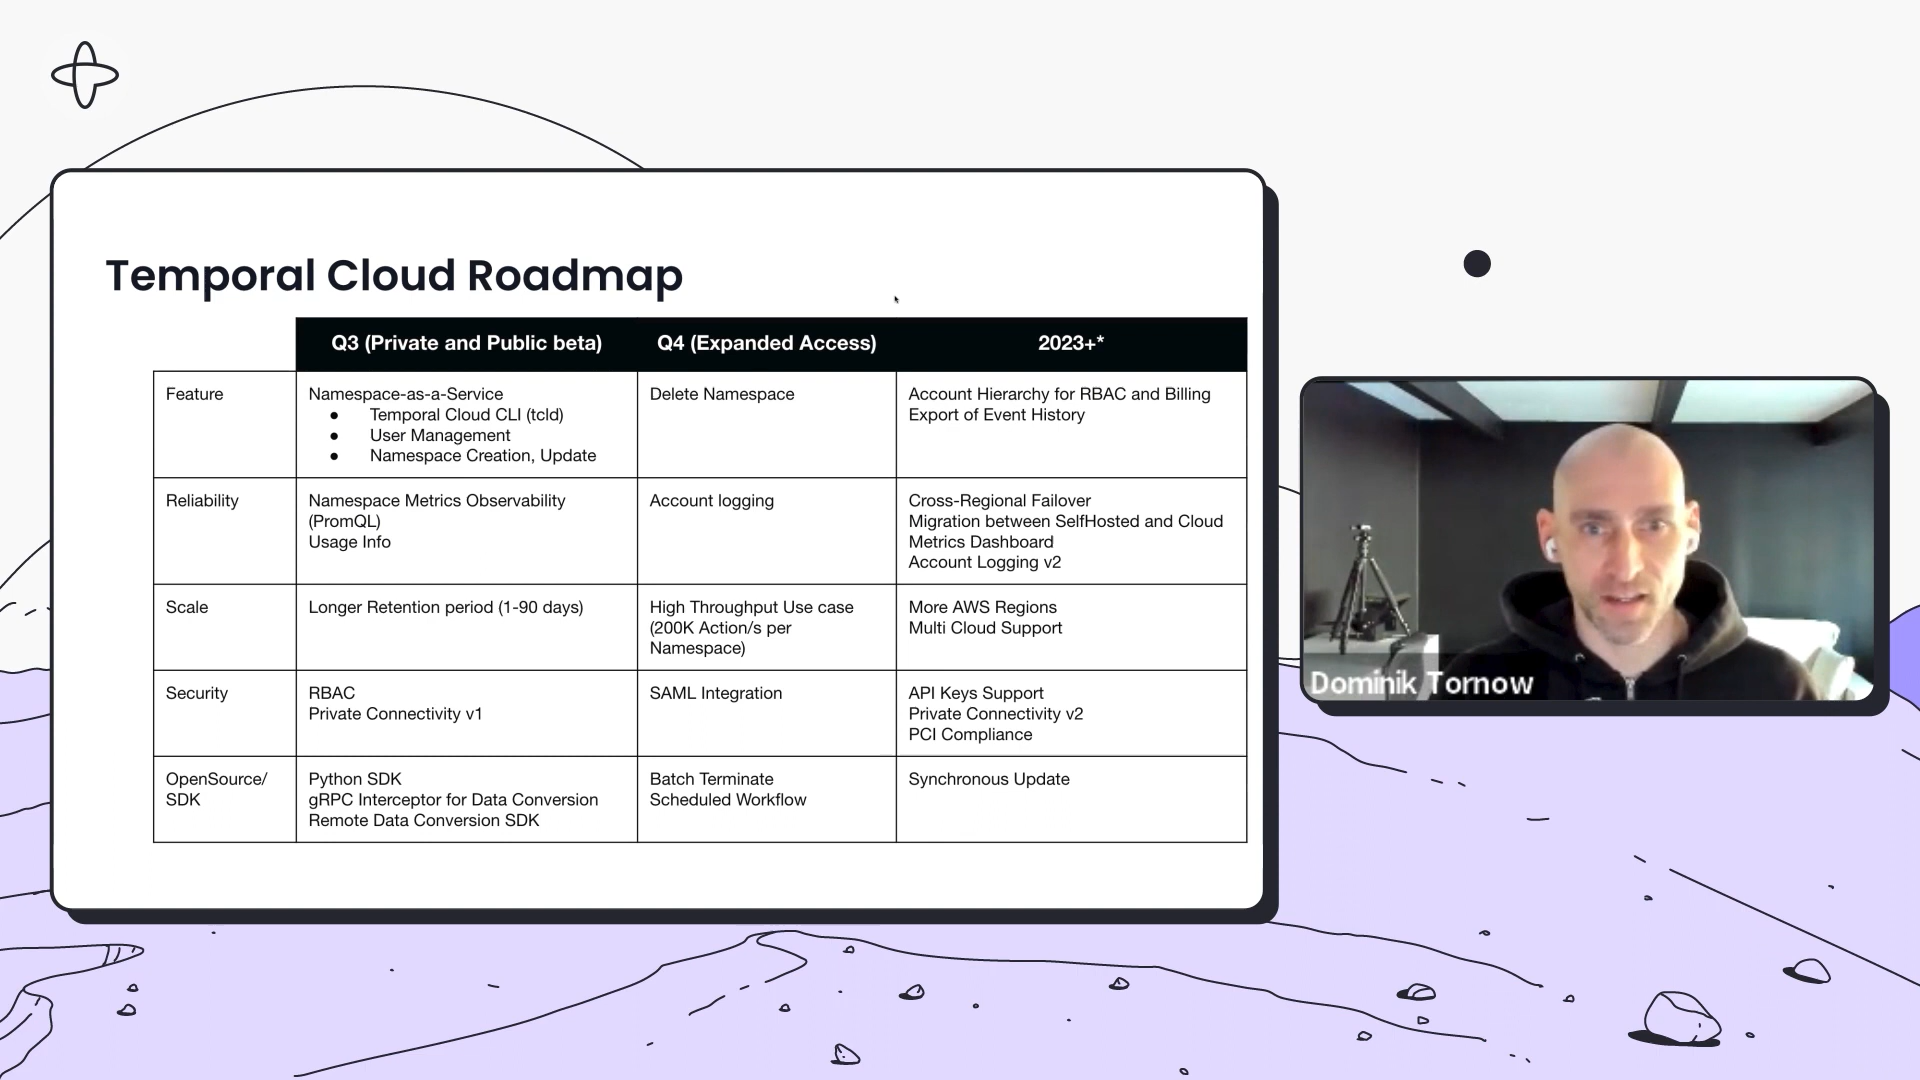 Temporal Cloud Roadmap
Q3 (Private and Public beta)
Q4 (Expanded Access)
2023+*
Feature
Namespace-as-a-Service
● Temporal Cloud CLI (tcld)
● User Management
● Namespace Creation, Update
Delete Namespace
Account Hierarchy for RBAC and Billing
Export of Event History
Reliability
Namespace Metrics Observability
(PromQL)
Usage Info
Account logging
Cross-Regional Failover
Migration between SelfHosted and Cloud
Metrics Dashboard
Account Logging v2
Scale
Longer Retention period (1-90 days)
High Throughput Use case
(200K Action/s per
Namespace)
More AWS Regions
Multi Cloud Support
Security
RBAC
Private Connectivity v1
SAML Integration
API Keys Support
Private Connectivity v2
PCI Compliance
OpenSource/
SDK
Python SDK
gRPC Interceptor for Data Conversion
Remote Data Conversion SDK
Batch Terminate
Scheduled Workflow
Synchronous Update
Dominik Tornow